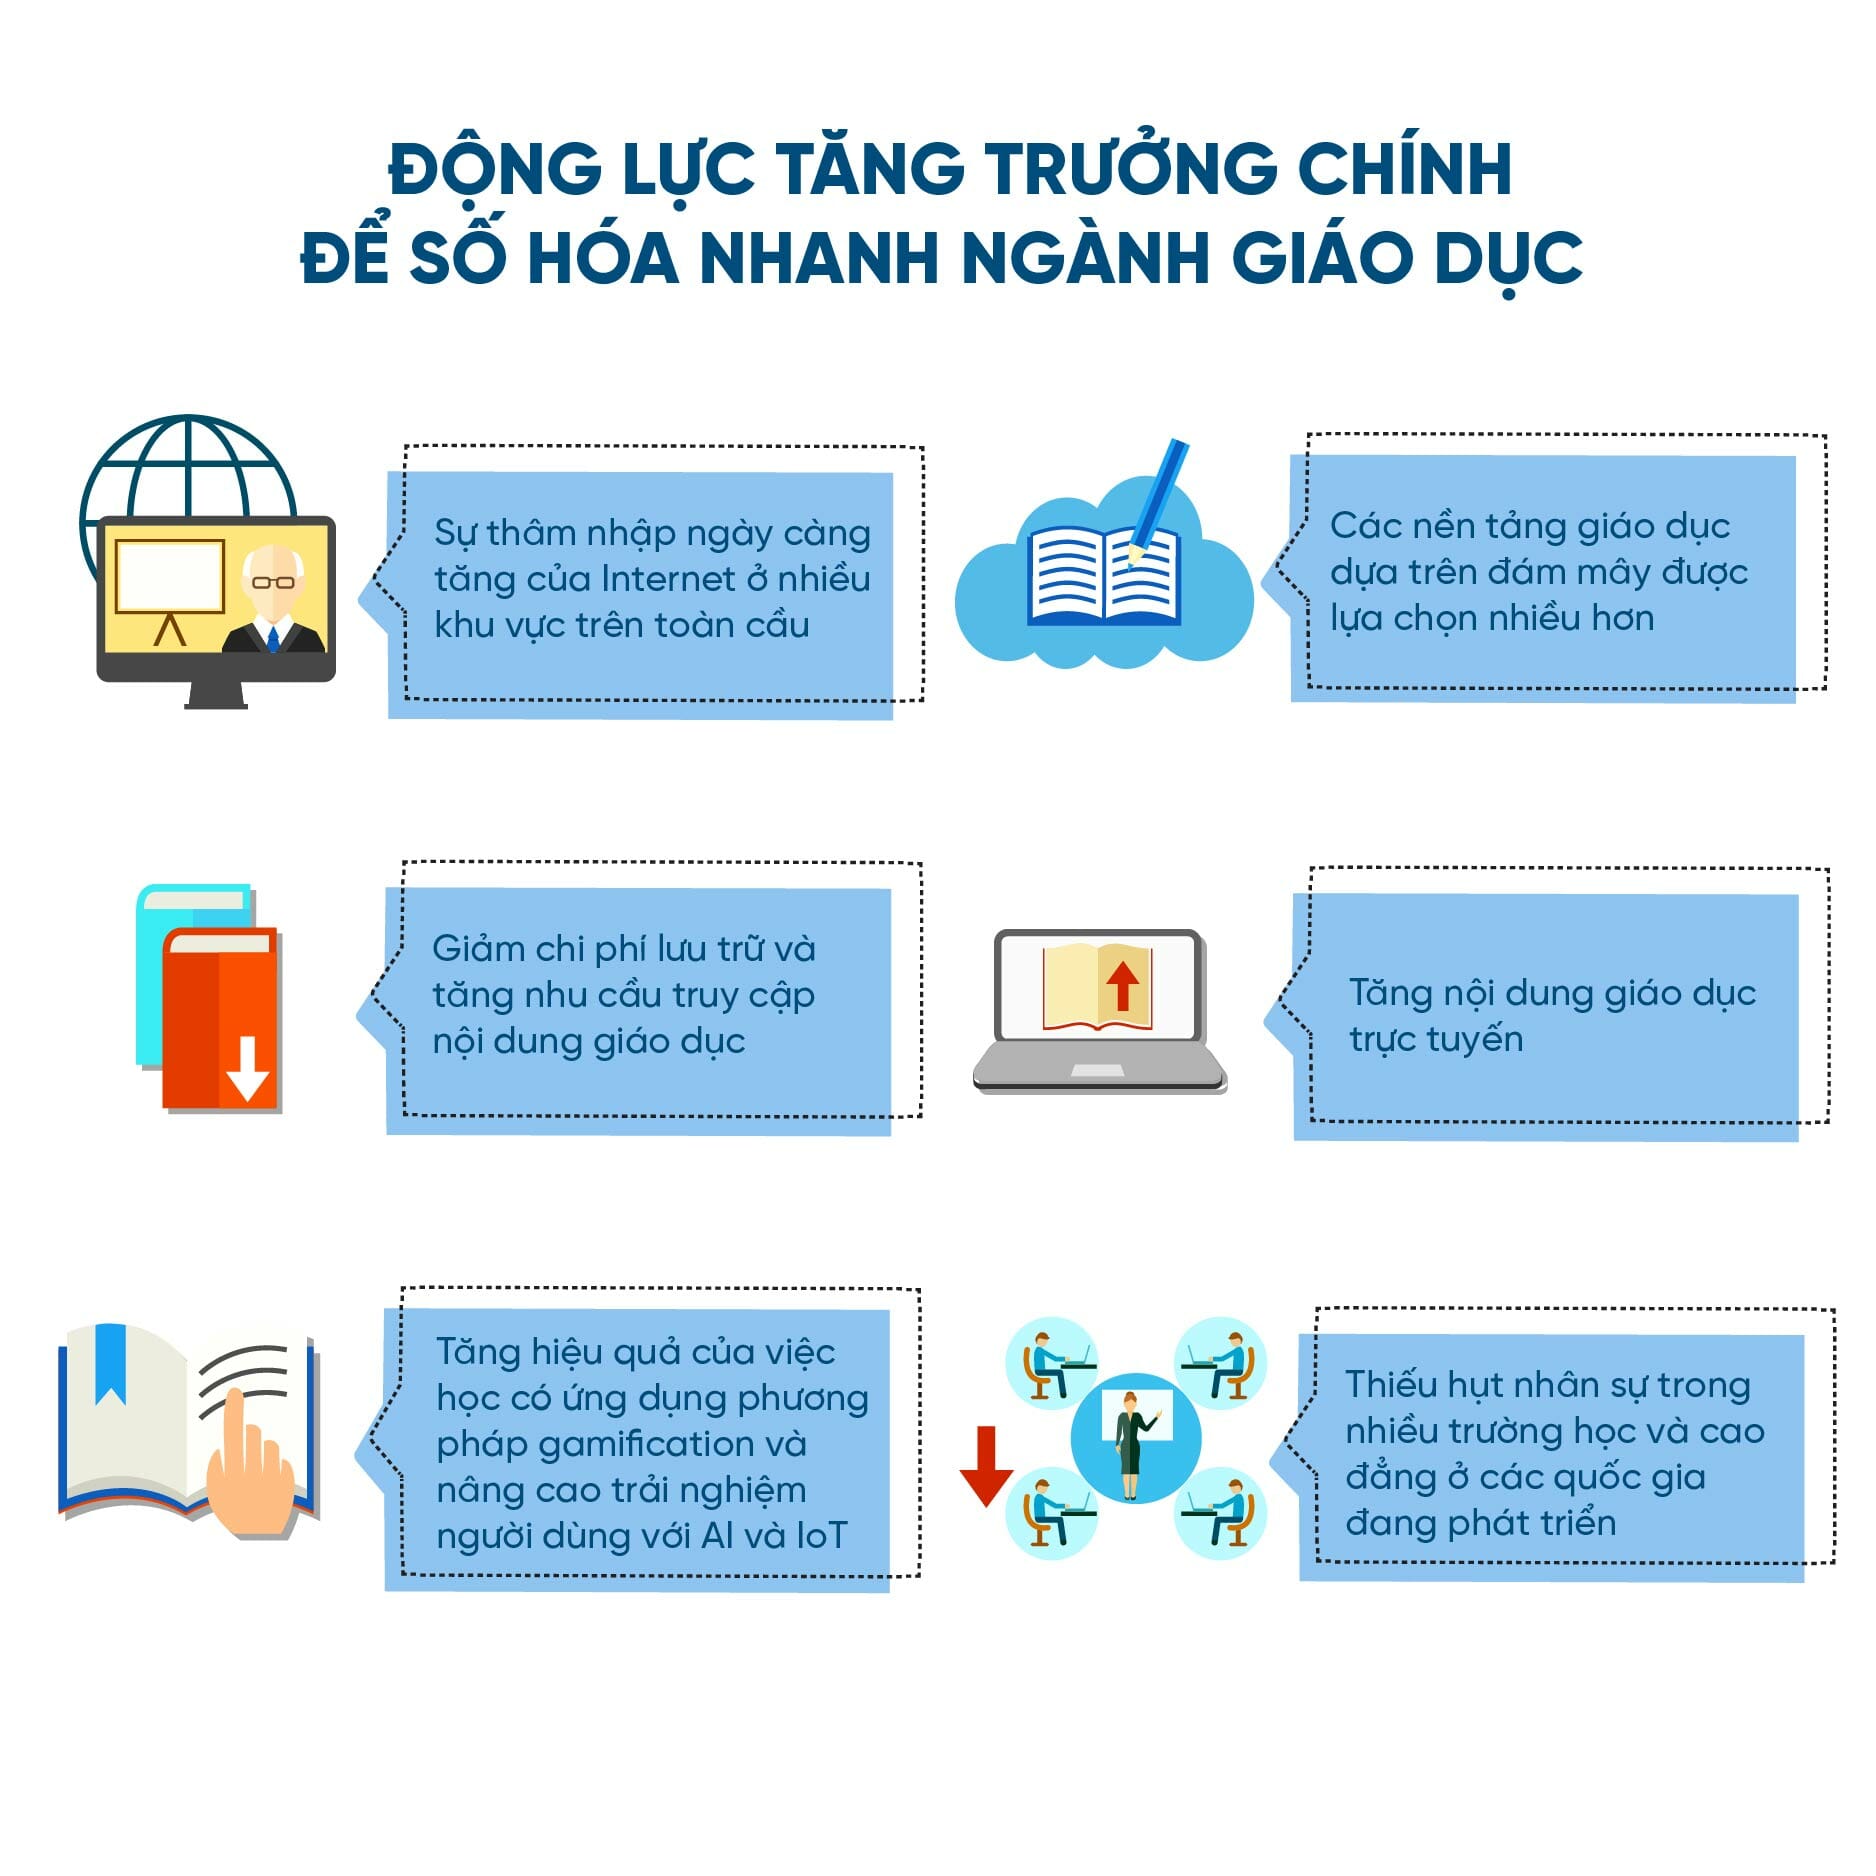 ĐỘNG LỰC TĂNG TRƯỞNG CHÍNH
ĐỂ SỐ HÓA NHANH NGÀNH GIÁO DỤC
Sự thâm nhập ngày càng
tăng của Internet ở nhiều
khu vực trên toàn cầu
Các nền tảng giáo dục
dựa trên đám mây được
lựa chọn nhiều hơn
Giảm chi phí lưu trữ và
tăng nhu cầu truy cập
nội dung giáo dục
Tăng nội dung giáo dục
trực tuyến
Tăng hiệu quả của việc
học có ứng dụng phương
pháp gamification và
nâng cao trải nghiệm
người dùng với AI và IoT
Thiếu hụt nhân sự trong
nhiều trường học và cao
đẳng ở các quốc gia
đang phát triển